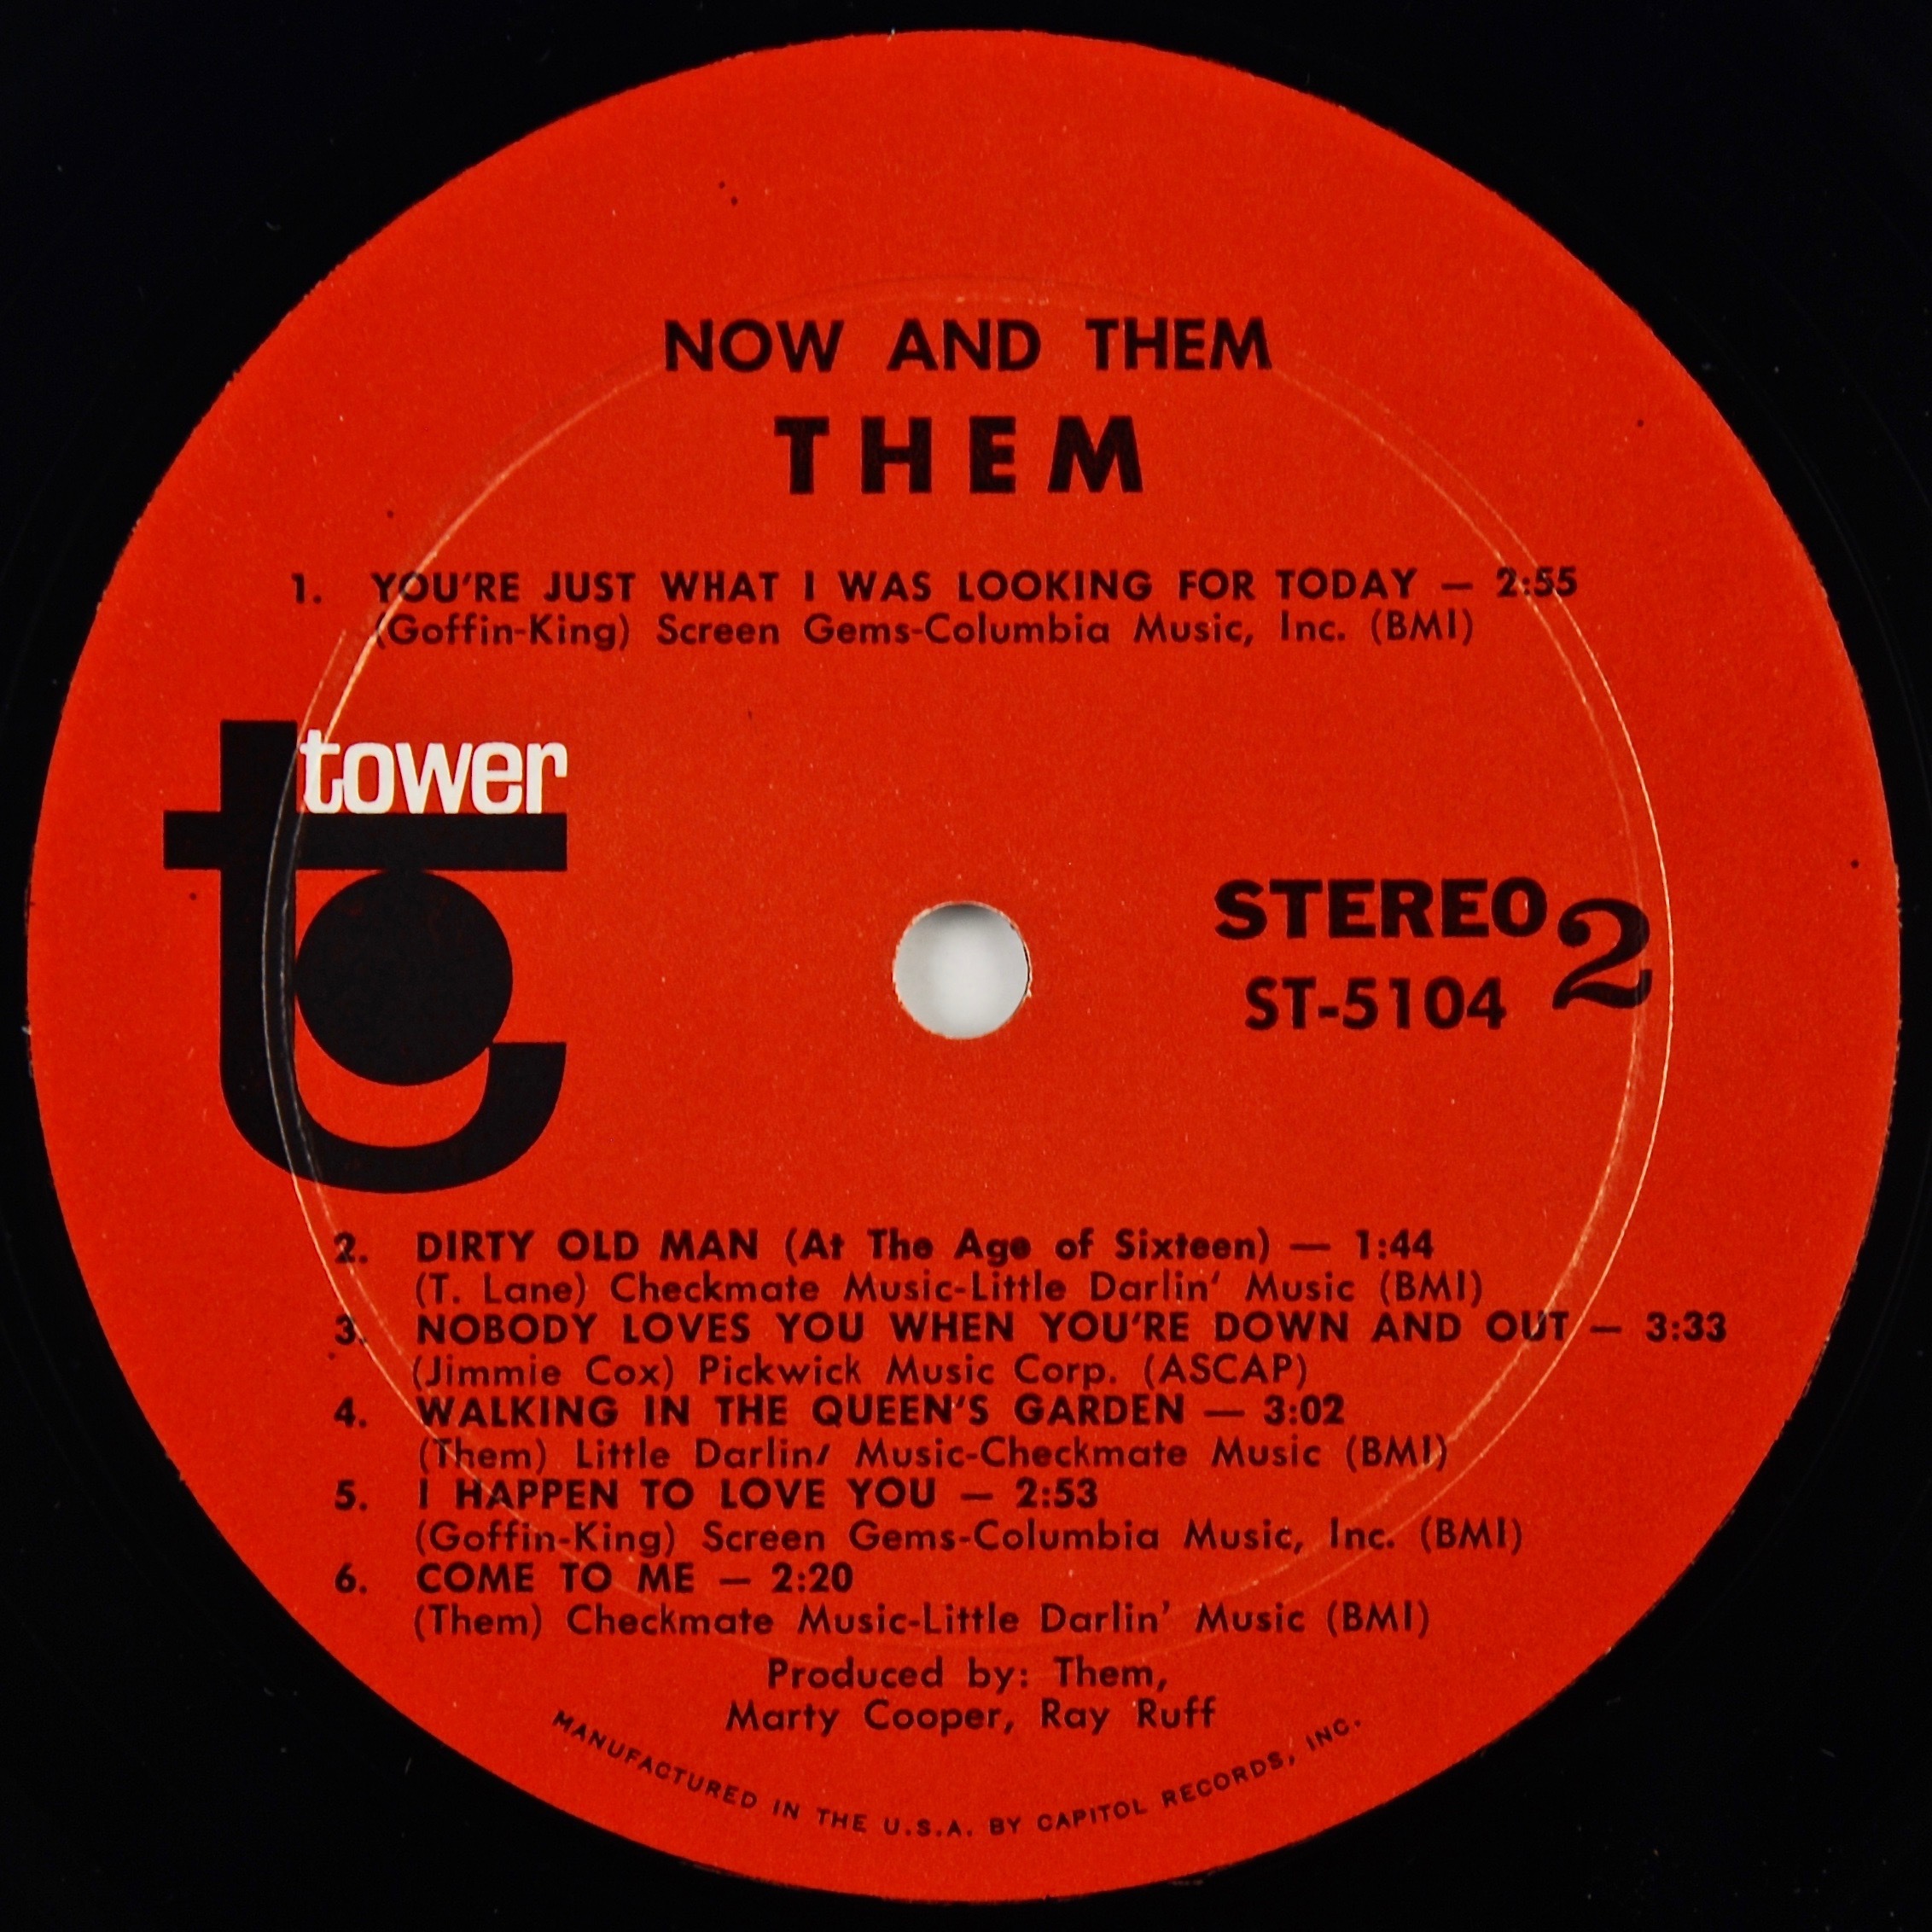 NOW AND THEM
THEM
1. YOU'RE JUST WHAT I WAS LOOKING FOR TODAY — 2:55
(Goffin-King) Screen Gems-Columbia Music, Inc. (BMI)
tower
STEREO 2
ST-5104
2. DIRTY OLD MAN (At The Age of Sixteen) — 1:44
(T. Lane) Checkmate Music-Little Darlin' Music (BMI)
3. NOBODY LOVES YOU WHEN YOU'RE DOWN AND OUT — 3:33
(Jimmie Cox) Pickwick Music Corp. (ASCAP)
4. WALKING IN THE QUEEN'S GARDEN — 3:02
(Them) Little Darlin/ Music-Checkmate Music (BMI)
5. I HAPPEN TO LOVE YOU — 2:53
(Goffin-King) Screen Gems-Columbia Music, Inc. (BMI)
6. COME TO ME — 2:20
(Them) Checkmate Music-Little Darlin' Music (BMI)
Produced by: Them,
Marty Cooper, Ray Ruff
MANUFACTURED IN THE U.S.A. BY CAPITOL RECORDS, INC.